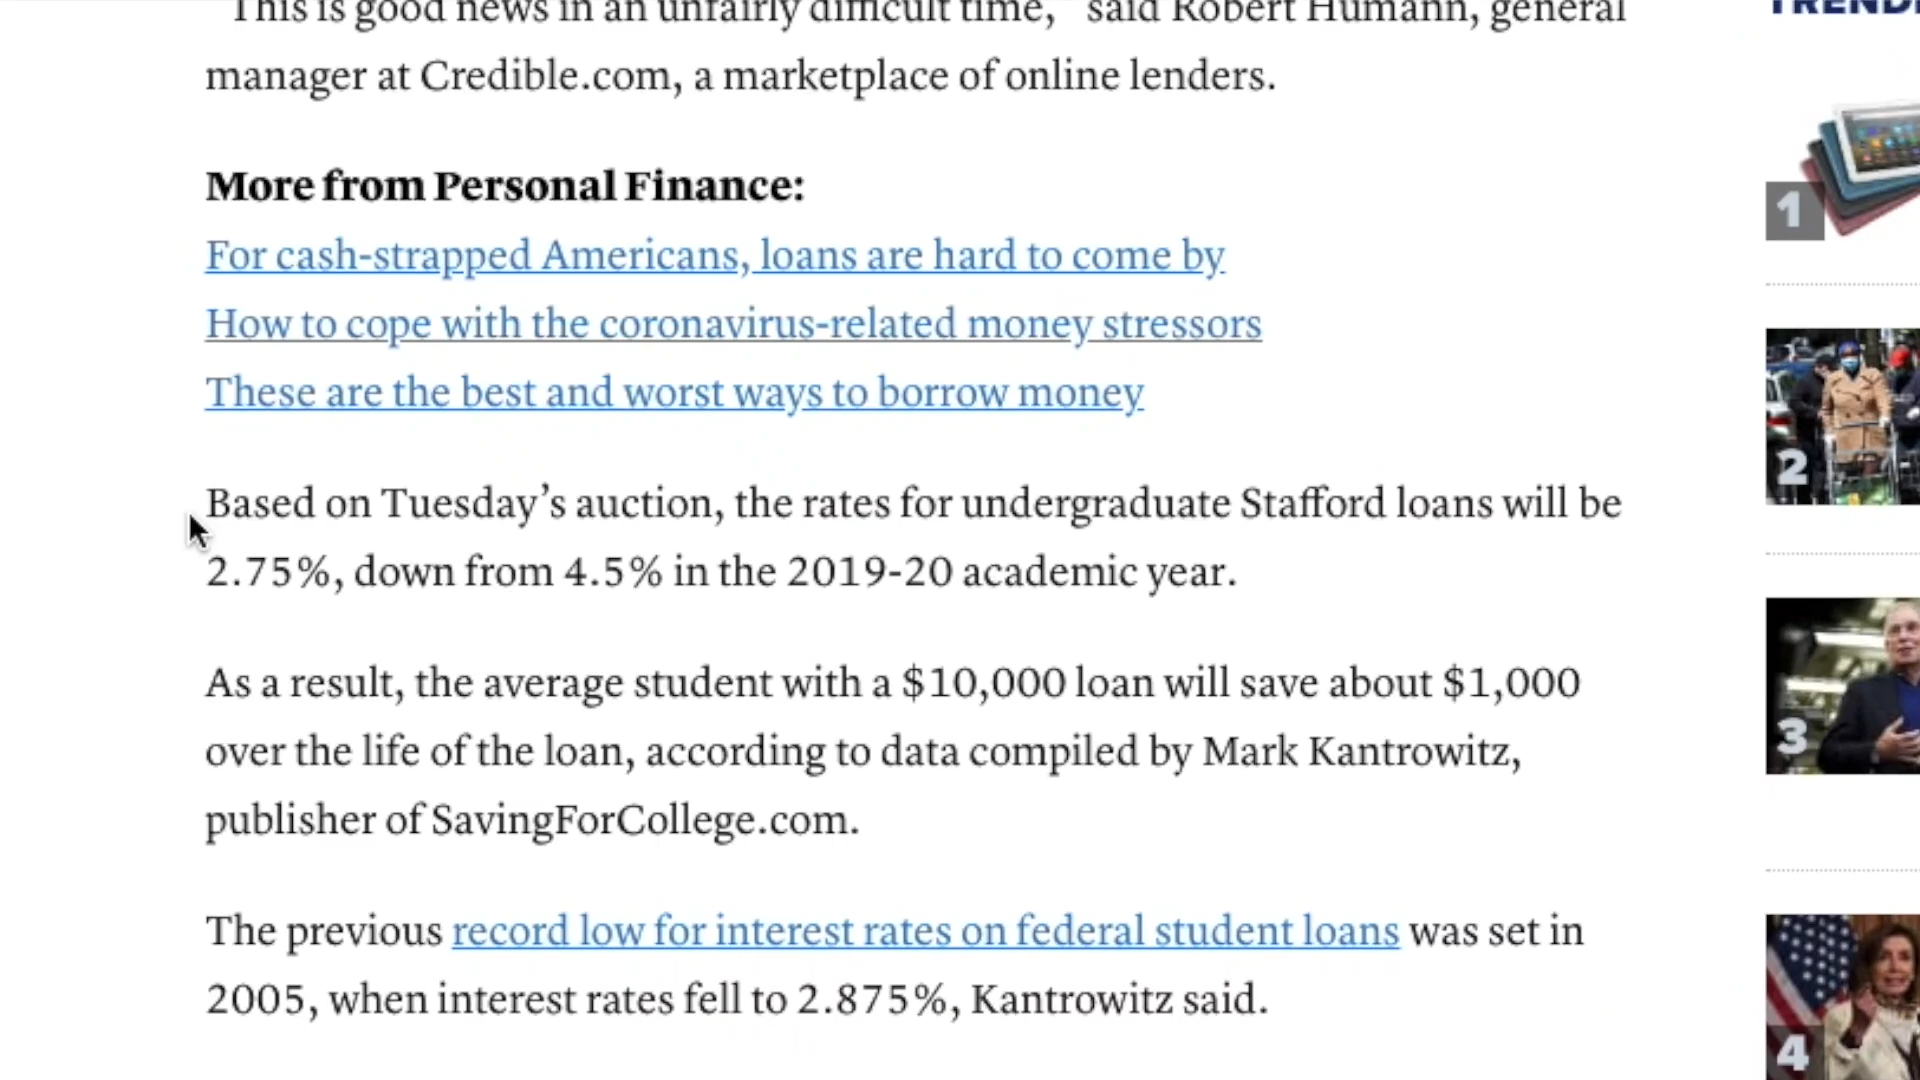 "This is good news in an unfairly difficult time," said Robert Humann, general
manager at Credible.com, a marketplace of online lenders.
More from Personal Finance:
For cash-strapped Americans, loans are hard to come by
How to cope with the coronavirus-related money stressors
These are the best and worst ways to borrow money
Based on Tuesday’s auction, the rates for undergraduate Stafford loans will be
2.75%, down from 4.5% in the 2019-20 academic year.
As a result, the average student with a $10,000 loan will save about $1,000
over the life of the loan, according to data compiled by Mark Kantrowitz,
publisher of SavingForCollege.com.
The previous record low for interest rates on federal student loans was set in
2005, when interest rates fell to 2.875%, Kantrowitz said.
1
2
3
4